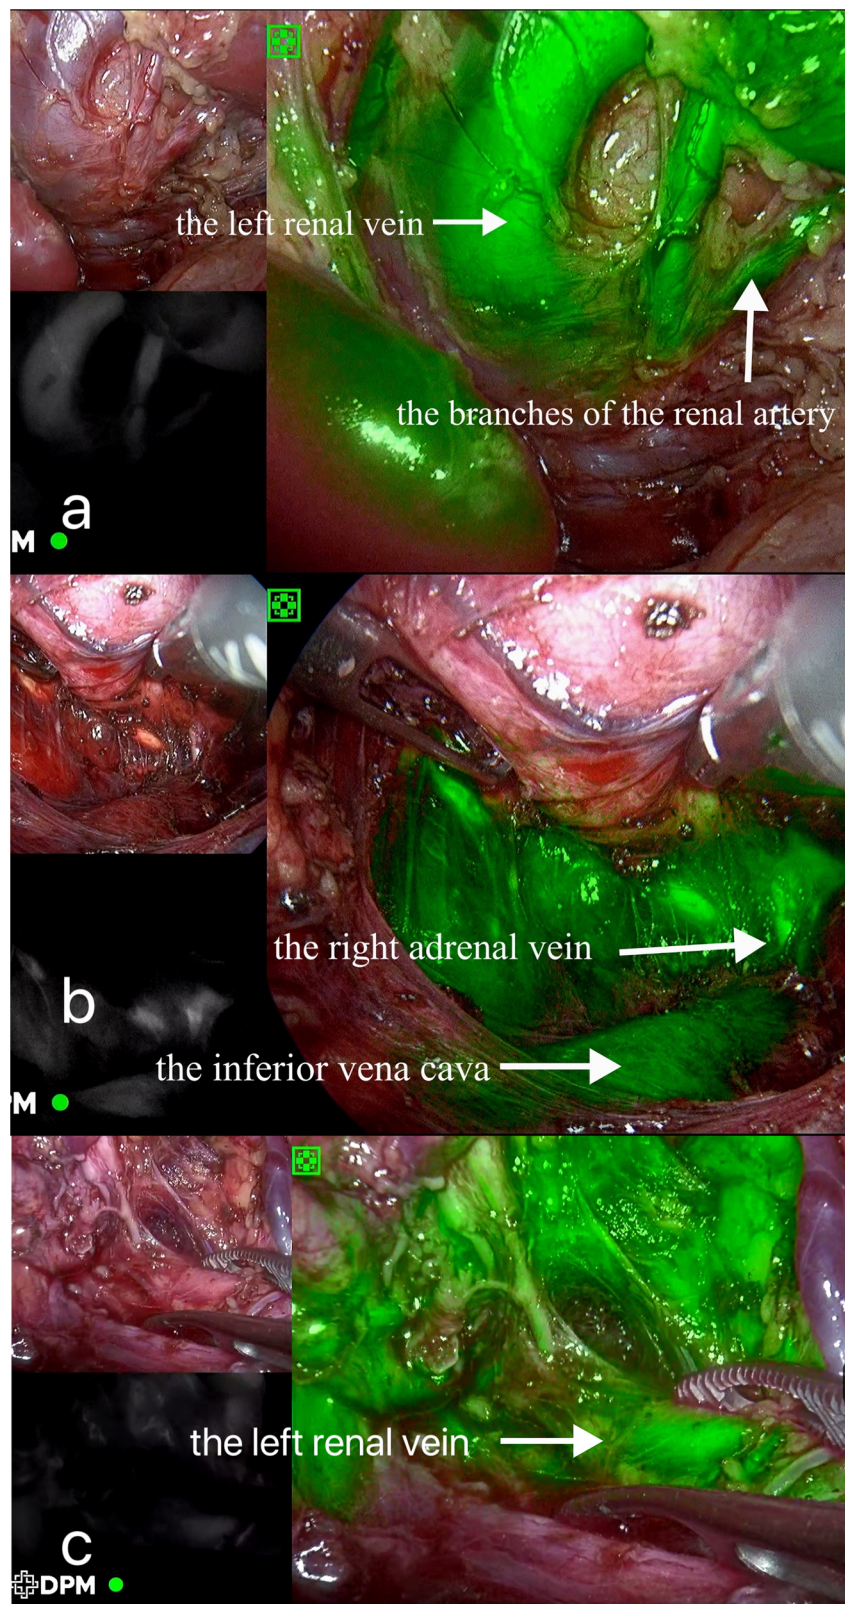 the left renal vein
the branches of the renal artery
a
M
the right adrenal vein
b
the inferior vena cava
PM
the left renal vein
c
DPM